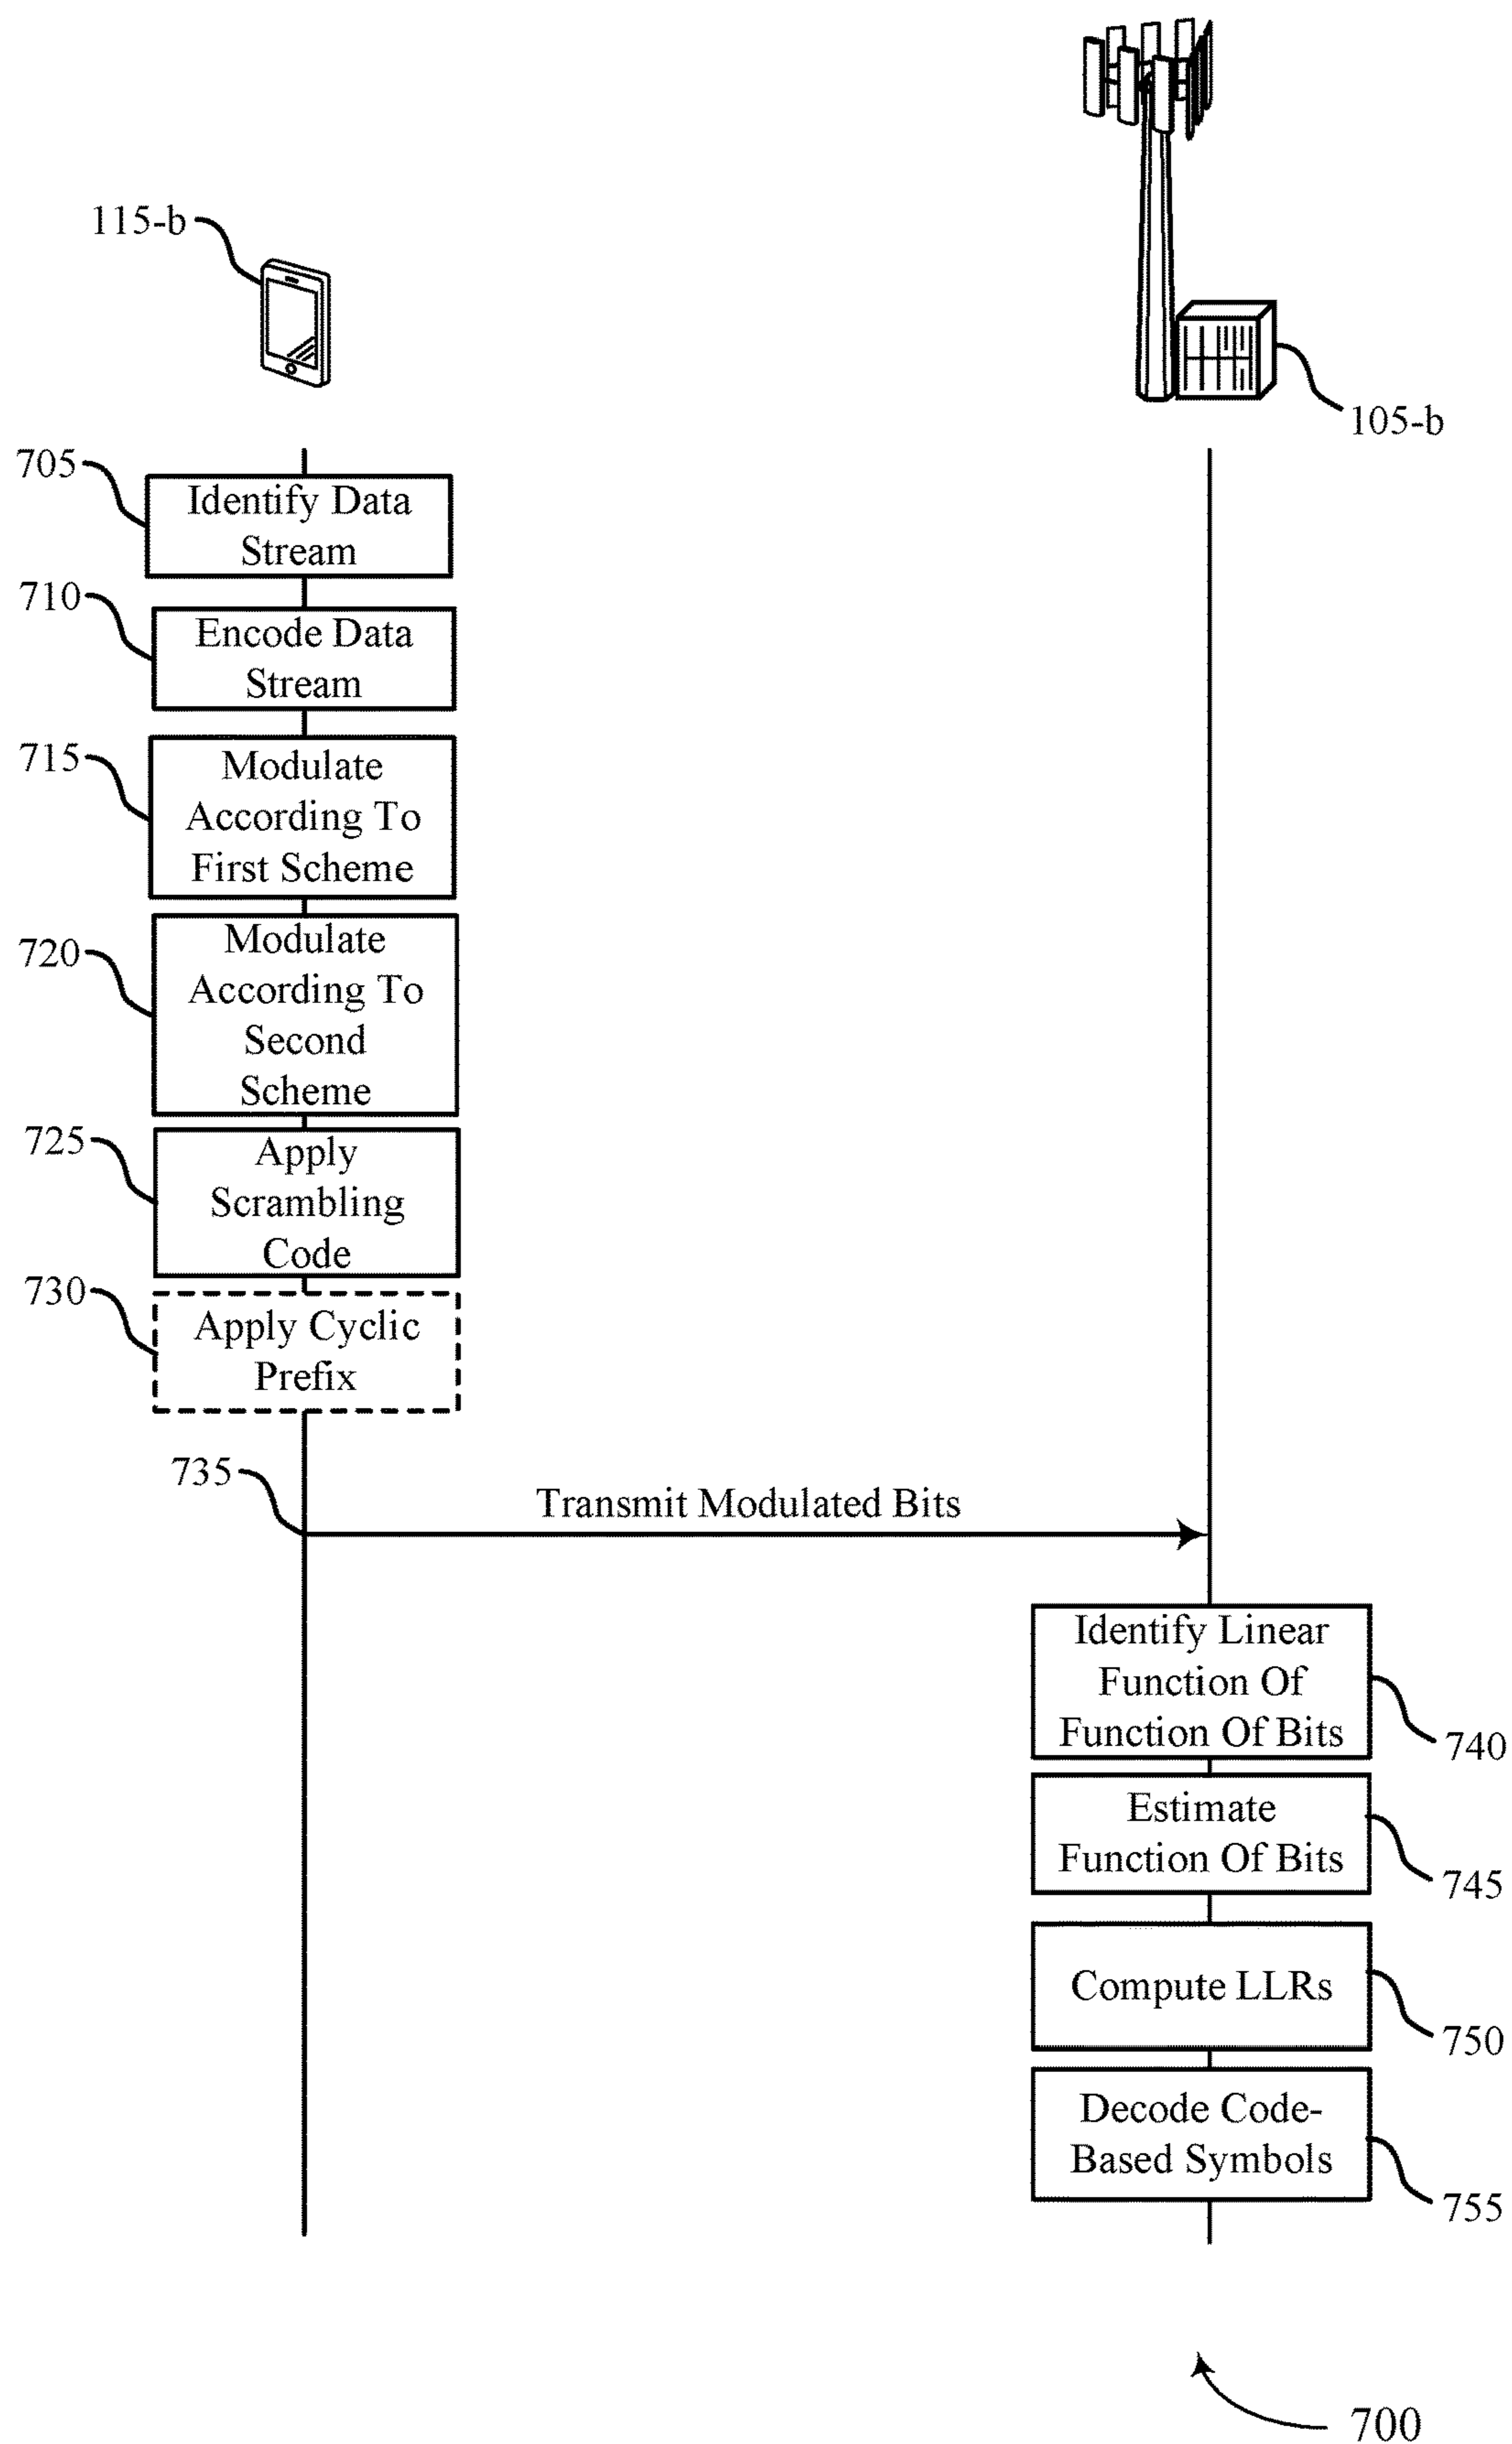 115-b
105-b
705
Identify Data
Stream
710
Encode Data
Stream
715
Modulate
According To
First Scheme
720
Modulate
According To
Second
Scheme
725
Apply
Scrambling
Code
730
Apply Cyclic
Prefix
735
Transmit Modulated Bits
Identify Linear
Function Of
Function Of Bits
740
Estimate
Function Of Bits
745
Compute LLRs
750
Decode Code-
Based Symbols
755
700